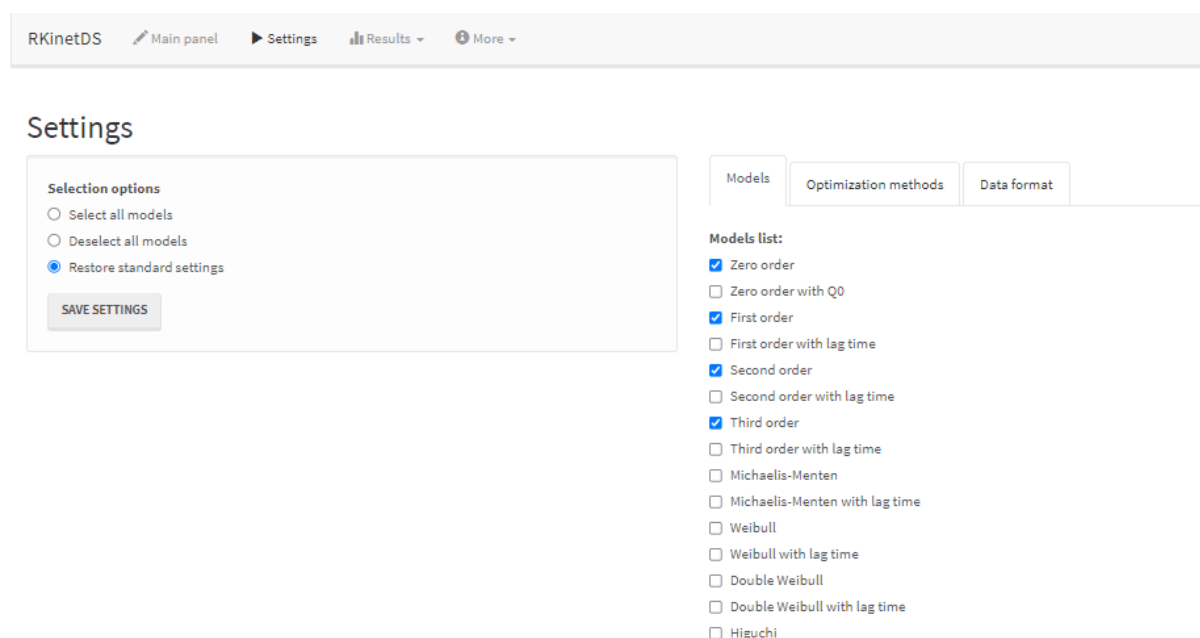 RKinetDS Main panel Settings Results More
Settings
Selection options
Select all models
Deselect all models
Restore standard settings
SAVE SETTINGS
Models Optimization methods Data format
Models list:
Zero order
Zero order with Q0
First order
First order with lag time
Second order
Second order with lag time
Third order
Third order with lag time
Michaelis-Menten
Michaelis-Menten with lag time
Weibull
Weibull with lag time
Double Weibull
Double Weibull with lag time
Higuchi